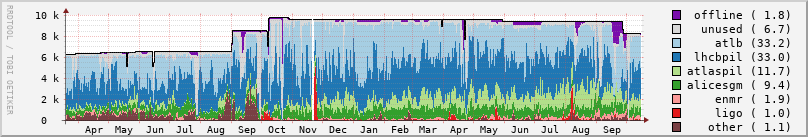 10 k
8 k
6 k
4 k
2 k
0
Apr May Jun Jul Aug Sep Oct Nov Dec Jan Feb Mar Apr May Jun Jul Aug Sep
offline ( 1.8)
unused ( 6.7)
atlb (33.2)
lhcbpil (33.0)
atlaspil (11.7)
alicesgm ( 9.4)
enmr ( 1.9)
ligo ( 1.0)
other ( 1.1)
RRDTOOL / TOBI OETIKER